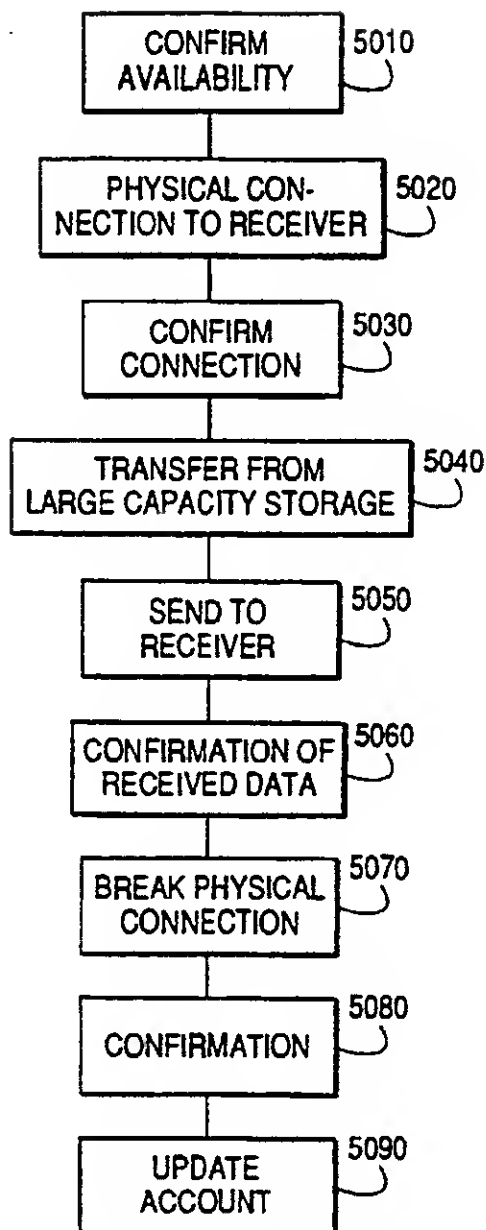 CONFIRM
AVAILABILITY
5010
PHYSICAL CON-
NECTION TO RECEIVER
5020
CONFIRM
CONNECTION
5030
TRANSFER FROM
LARGE CAPACITY STORAGE
5040
SEND TO
RECEIVER
5050
CONFIRMATION OF
RECEIVED DATA
5060
BREAK PHYSICAL
CONNECTION
5070
CONFIRMATION
5080
UPDATE
ACCOUNT
5090